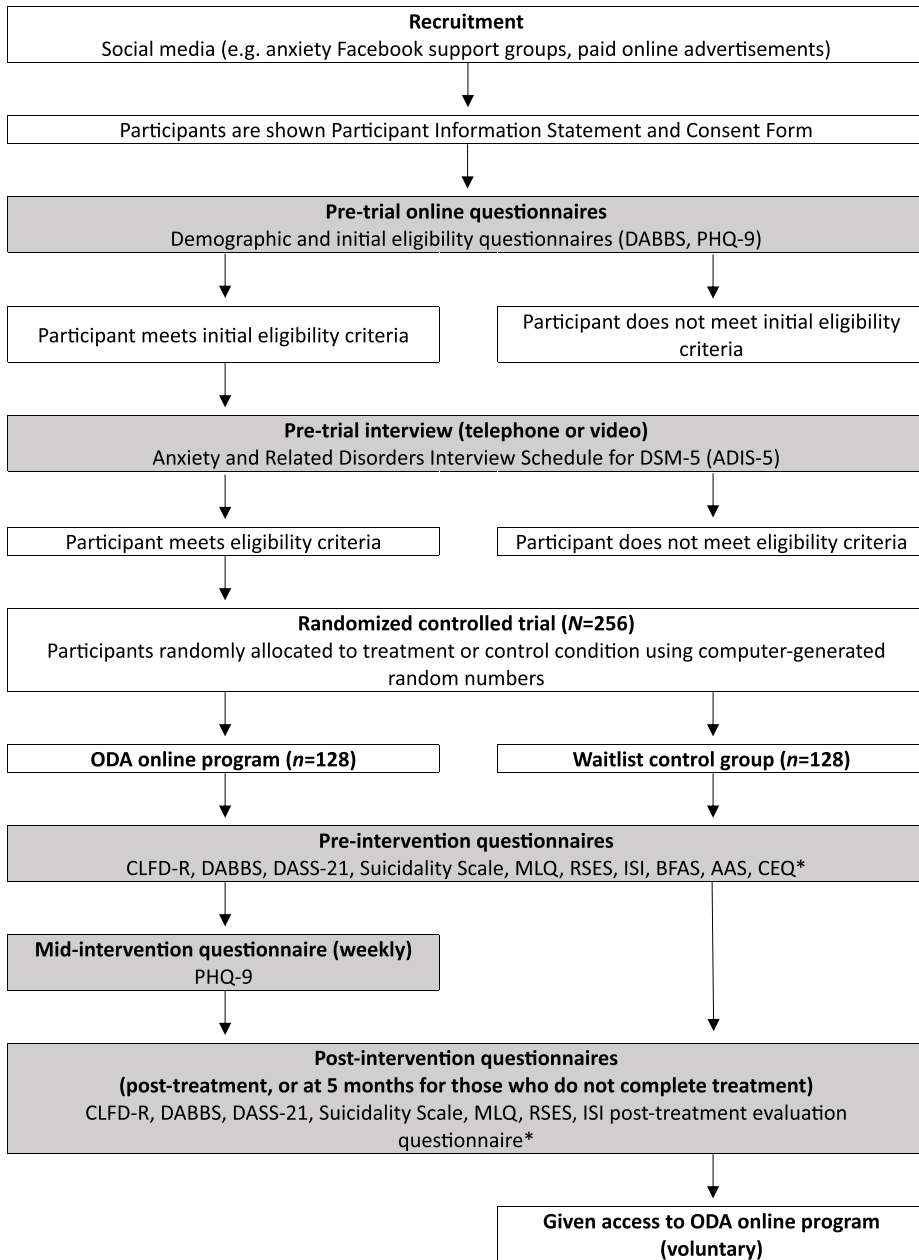 Recruitment
Social media (e.g. anxiety Facebook support groups, paid online advertisements)
Participants are shown Participant Information Statement and Consent Form
Pre-trial online questionnaires
Demographic and initial eligibility questionnaires (DABBS, PHQ-9)
Participant meets initial eligibility criteria
Participant does not meet initial eligibility
criteria
Pre-trial interview (telephone or video)
Anxiety and Related Disorders Interview Schedule for DSM-5 (ADIS-5)
Participant meets eligibility criteria
Participant does not meet eligibility criteria
Randomized controlled trial (N=256)
Participants randomly allocated to treatment or control condition using computer-generated
random numbers
ODA online program (n=128)
Waitlist control group (n=128)
Pre-intervention questionnaires
CLFD-R, DABBS, DASS-21, Suicidality Scale, MLQ, RSES, ISI, BFAS, AAS, CEQ*
Mid-intervention questionnaire (weekly)
PHQ-9
Post-intervention questionnaires
(post-treatment, or at 5 months for those who do not complete treatment)
CLFD-R, DABBS, DASS-21, Suicidality Scale, MLQ, RSES, ISI post-treatment evaluation
questionnaire*
Given access to ODA online program
(voluntary)